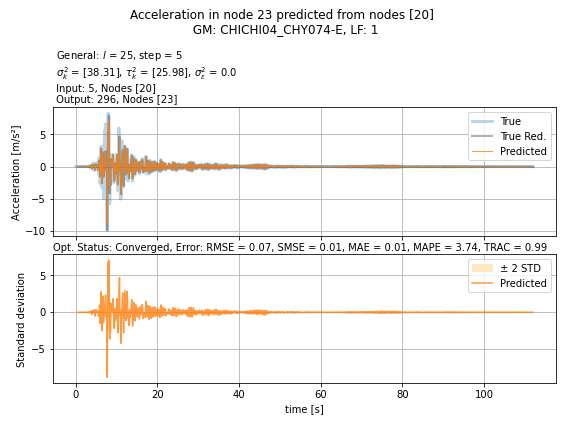 Acceleration in node 23 predicted from nodes [20]
GM: CHICHI04_CHY074-E, LF: 1
General: l = 25, step = 5
σ²ₖ = [38.31], τ²ₖ = [25.98], σ²_ε = 0.0
Input: 5, Nodes [20]
Output: 296, Nodes [23]
Acceleration [m/s²]
5
0
−5
−10
True
True Red.
Predicted
Opt. Status: Converged, Error: RMSE = 0.07, SMSE = 0.01, MAE = 0.01, MAPE = 3.74, TRAC = 0.99
Standard deviation
5
0
−5
± 2 STD
Predicted
0 20 40 60 80 100
time [s]